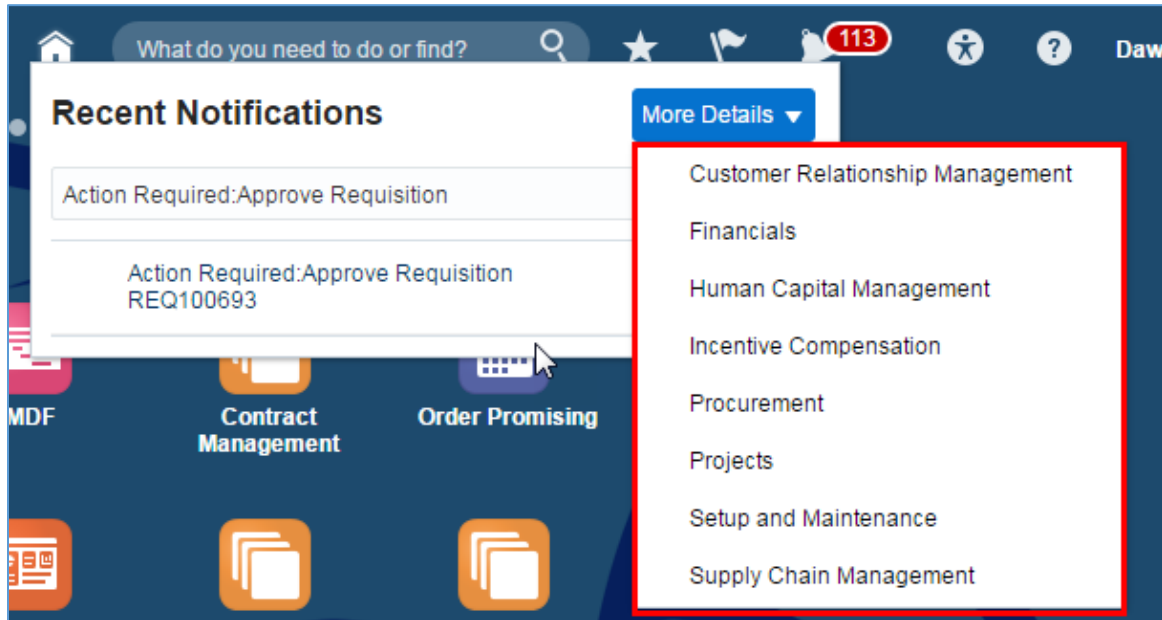 What do you need to do or find?
113
Daw
Recent Notifications
More Details
Action Required:Approve Requisition
Action Required:Approve Requisition
REQ100693
Customer Relationship Management
Financials
Human Capital Management
Incentive Compensation
Procurement
Projects
Setup and Maintenance
Supply Chain Management
MDF
Contract
Management
Order Promising